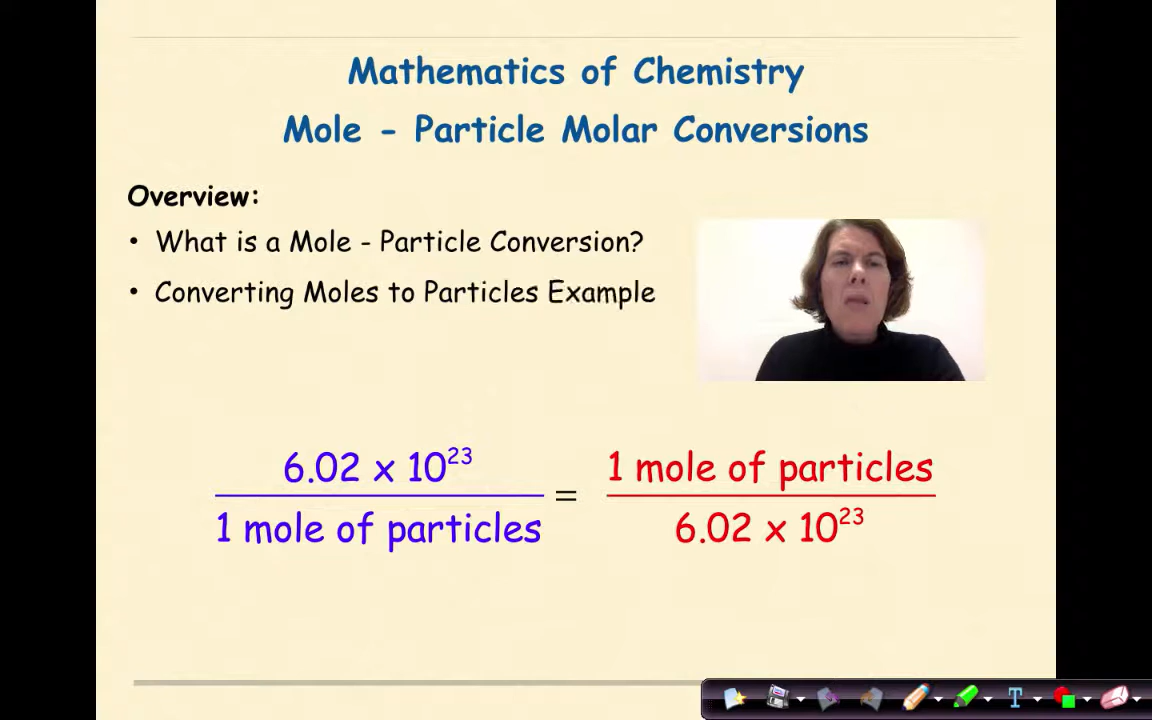 Mathematics of Chemistry
Mole - Particle Molar Conversions
Overview:
• What is a Mole - Particle Conversion?
• Converting Moles to Particles Example
6.02 x 10²³
1 mole of particles
=
1 mole of particles
6.02 x 10²³
T